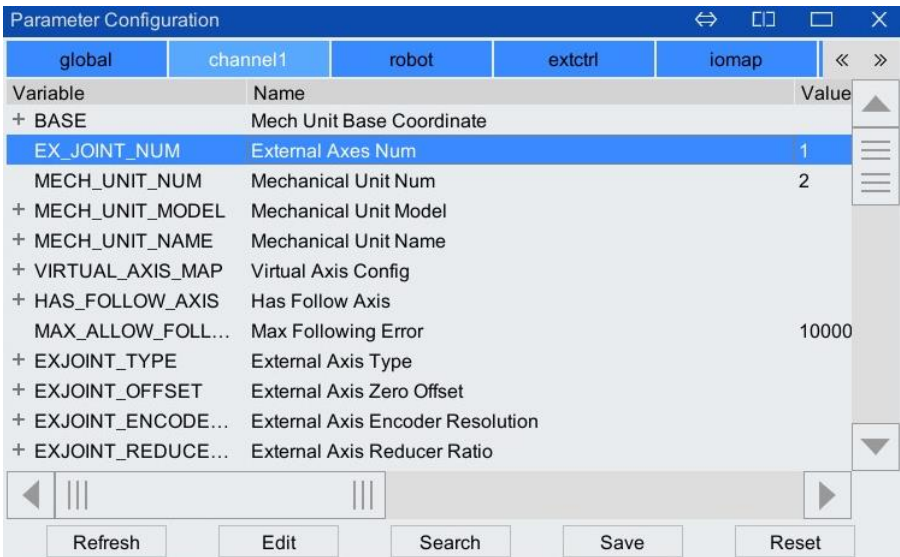 Parameter Configuration
global channel1 robot extctrl iomap
Variable Name Value
+ BASE Mech Unit Base Coordinate
EX_JOINT_NUM External Axes Num 1
MECH_UNIT_NUM Mechanical Unit Num 2
+ MECH_UNIT_MODEL Mechanical Unit Model
+ MECH_UNIT_NAME Mechanical Unit Name
+ VIRTUAL_AXIS_MAP Virtual Axis Config
+ HAS_FOLLOW_AXIS Has Follow Axis
MAX_ALLOW_FOLL... Max Following Error 10000
+ EXJOINT_TYPE External Axis Type
+ EXJOINT_OFFSET External Axis Zero Offset
+ EXJOINT_ENCODE... External Axis Encoder Resolution
+ EXJOINT_REDUCE... External Axis Reducer Ratio
Refresh Edit Search Save Reset